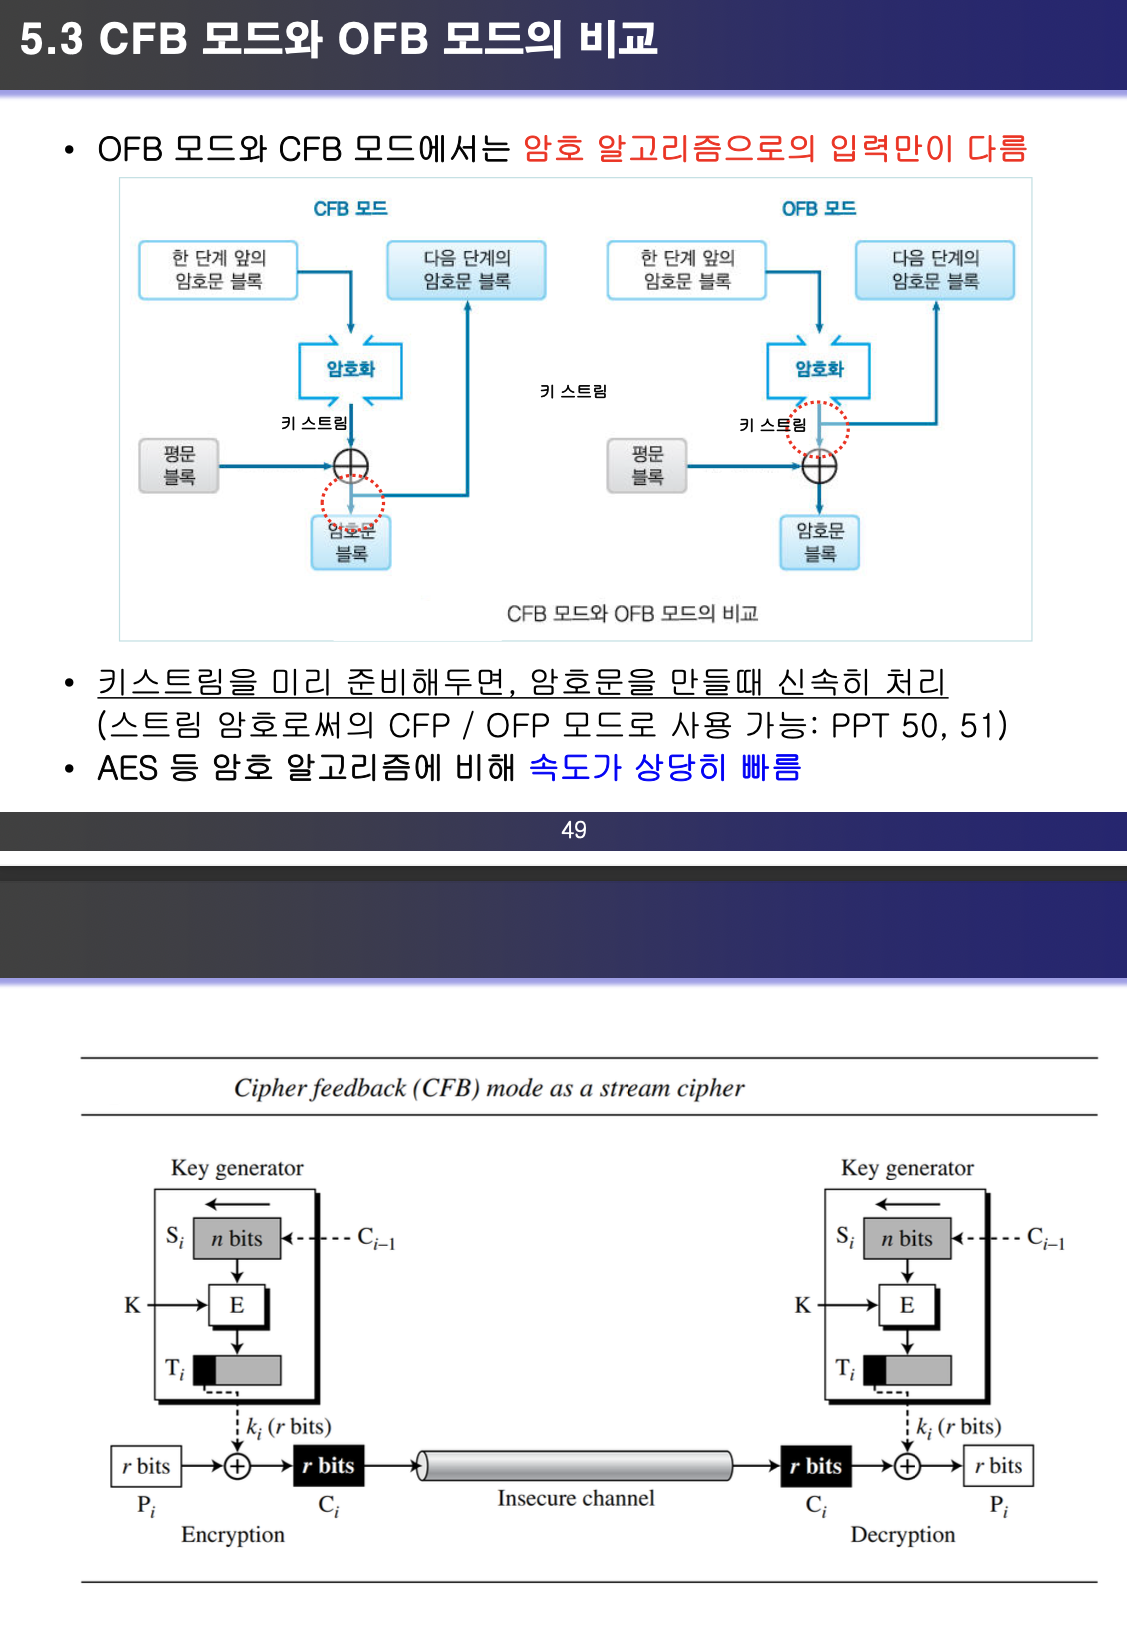 5.3 CFB 모드와 OFB 모드의 비교
• OFB 모드와 CFB 모드에서는 암호 알고리즘으로의 입력만이 다름
CFB 모드
OFB 모드
한 단계 앞의
암호문 블록
다음 단계의
암호문 블록
한 단계 앞의
암호문 블록
다음 단계의
암호문 블록
암호화
암호화
키 스트림
키 스트림
키 스트림
평문
블록
평문
블록
암호문
블록
암호문
블록
CFB 모드와 OFB 모드의 비교
• 키스트림을 미리 준비해두면, 암호문을 만들때 신속히 처리
(스트림 암호로써의 CFP / OFP 모드로 사용 가능: PPT 50, 51)
• AES 등 암호 알고리즘에 비해 속도가 상당히 빠름
49
Cipher feedback (CFB) mode as a stream cipher
Key generator
Key generator
S_i
n bits
C_{i–1}
S_i
n bits
C_{i–1}
K
E
K
E
T_i
T_i
k_i (r bits)
k_i (r bits)
r bits
r bits
r bits
r bits
P_i
C_i
Insecure channel
C_i
P_i
Encryption
Decryption